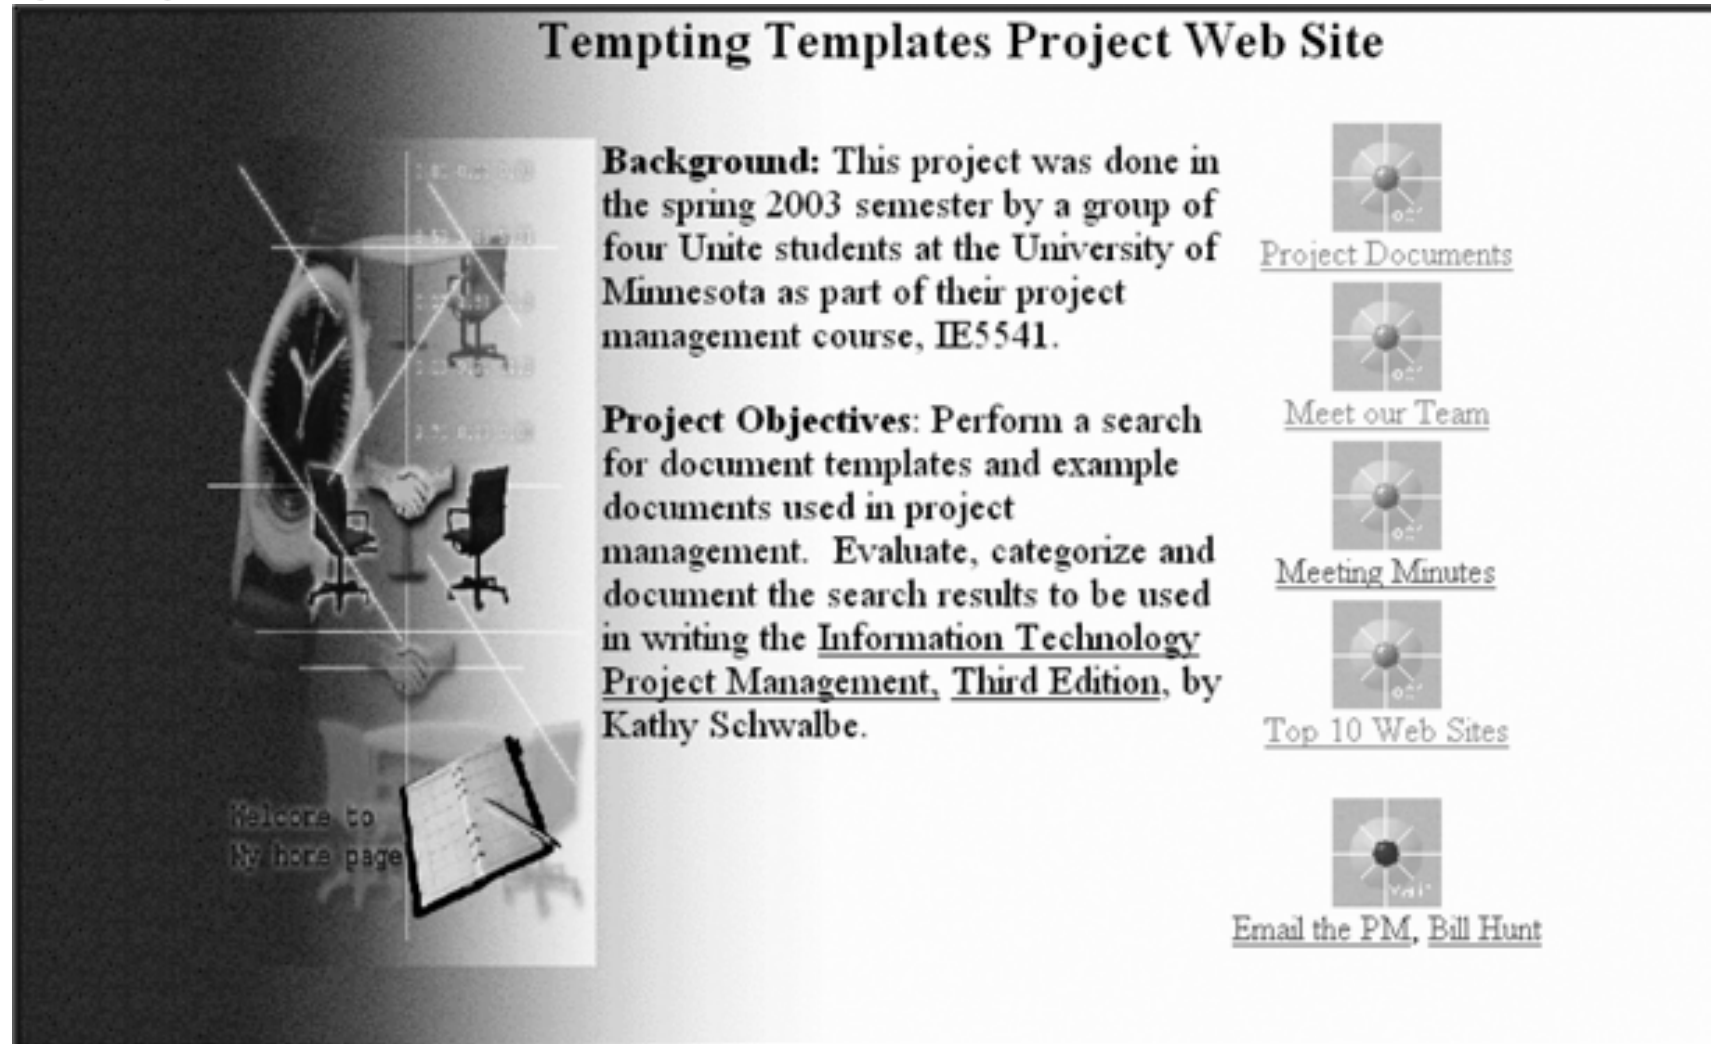 Tempting Templates Project Web Site
Background: This project was done in
the spring 2003 semester by a group of
four Unite students at the University of
Minnesota as part of their project
management course, IE5541.
Project Objectives: Perform a search
for document templates and example
documents used in project
management.  Evaluate, categorize and
document the search results to be used
in writing the Information Technology
Project Management, Third Edition, by
Kathy Schwalbe.
Welcome to
My home page
Project Documents
Meet our Team
Meeting Minutes
Top 10 Web Sites
Email the PM, Bill Hunt